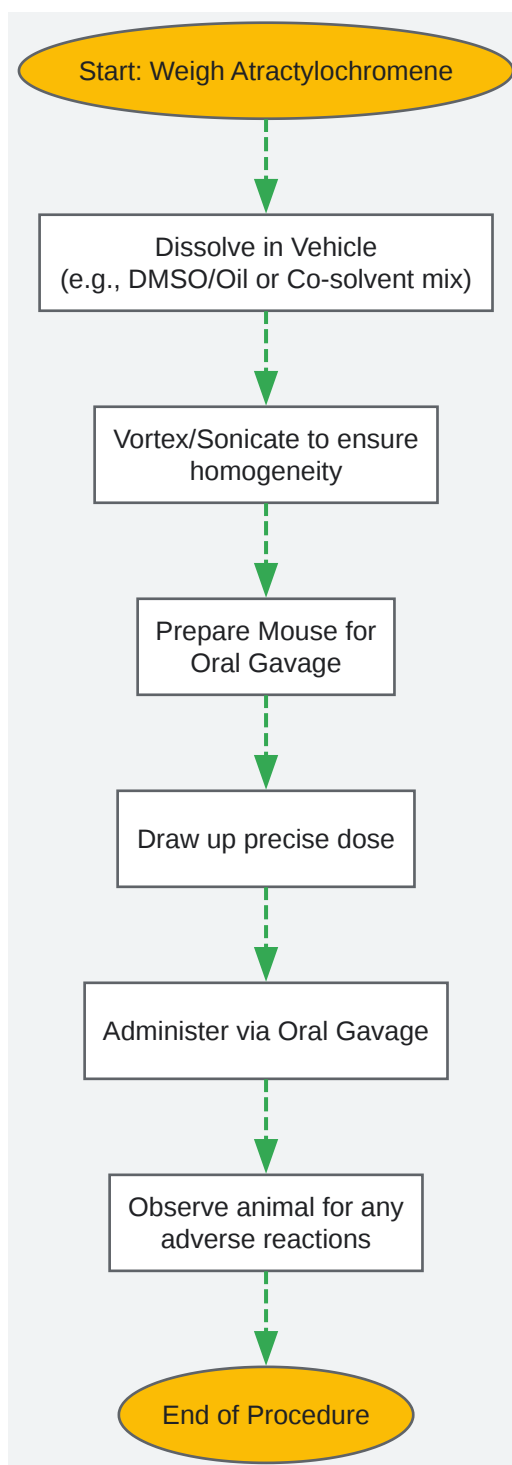 Start: Weigh Atractylochromene
Dissolve in Vehicle
(e.g., DMSO/Oil or Co-solvent mix)
Vortex/Sonicate to ensure
homogeneity
Prepare Mouse for
Oral Gavage
Draw up precise dose
Administer via Oral Gavage
Observe animal for any
adverse reactions
End of Procedure